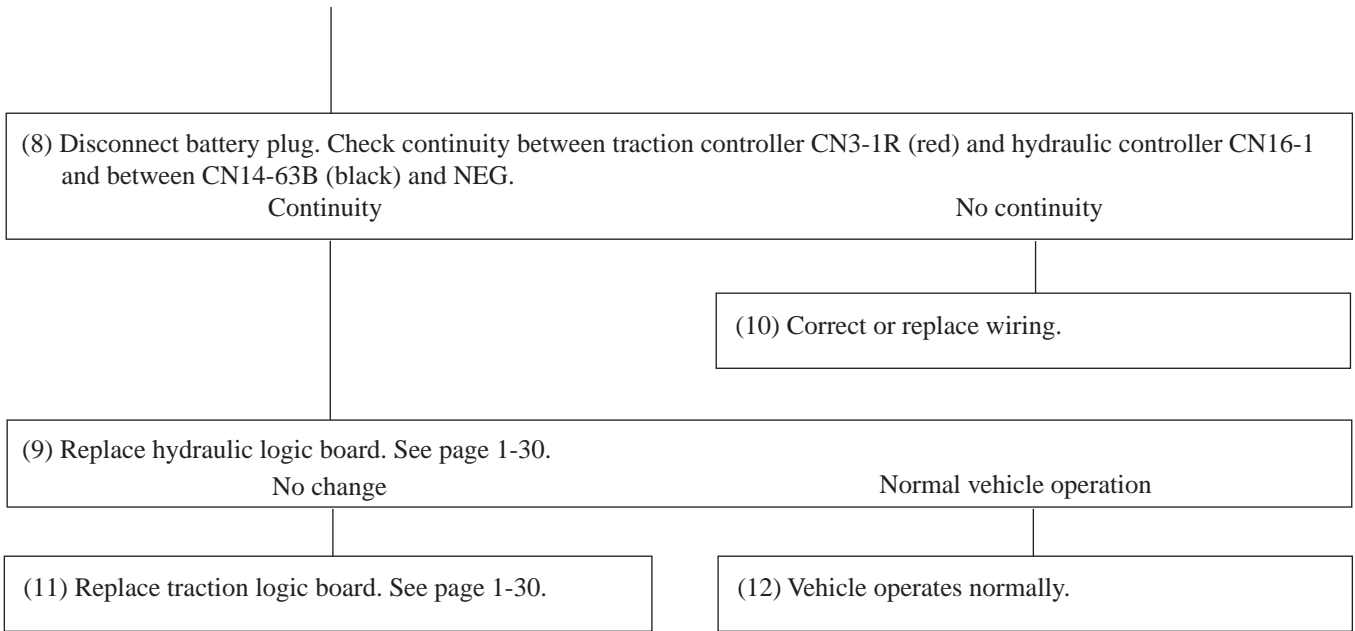 (8) Disconnect battery plug. Check continuity between traction controller CN3-1R (red) and hydraulic controller CN16-1
and between CN14-63B (black) and NEG.
Continuity No continuity
(10) Correct or replace wiring.
(9) Replace hydraulic logic board. See page 1-30.
No change Normal vehicle operation
(11) Replace traction logic board. See page 1-30.
(12) Vehicle operates normally.